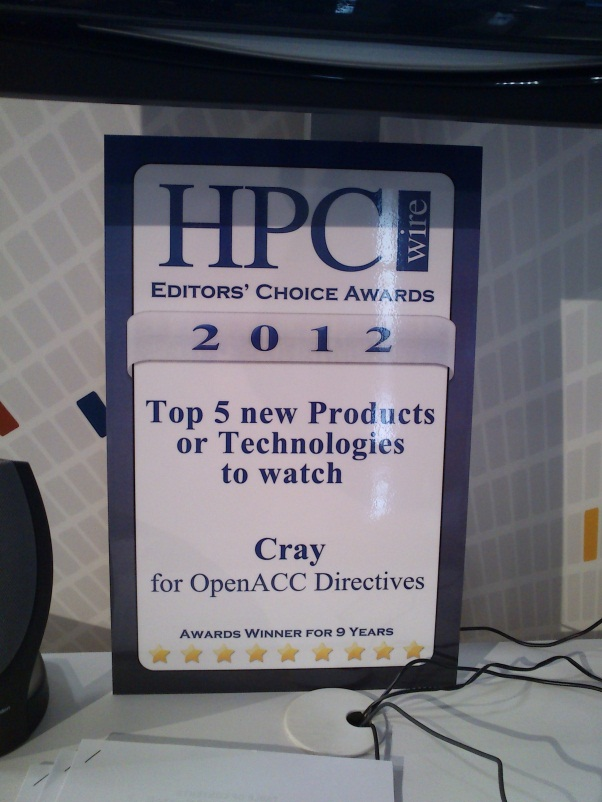 HPC wire
EDITORS' CHOICE AWARDS
2012
Top 5 new Products
or Technologies
to watch
Cray
for OpenACC Directives
AWARDS WINNER FOR 9 YEARS